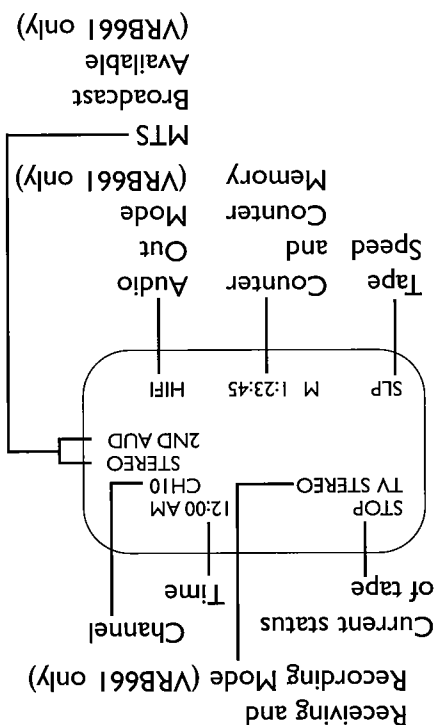 Receiving and
Recording Mode (VRB661 only)
Current status
of tape
Time
Channel
STOP
12:00 AM
TV STEREO
CH10
STEREO
2ND AUD
SLP
M 1:23:45
HIFI
Tape
Speed
Counter
and
Counter
Memory
Audio
Out
Mode
(VRB661 only)
MTS
Broadcast
Available
(VRB661 only)